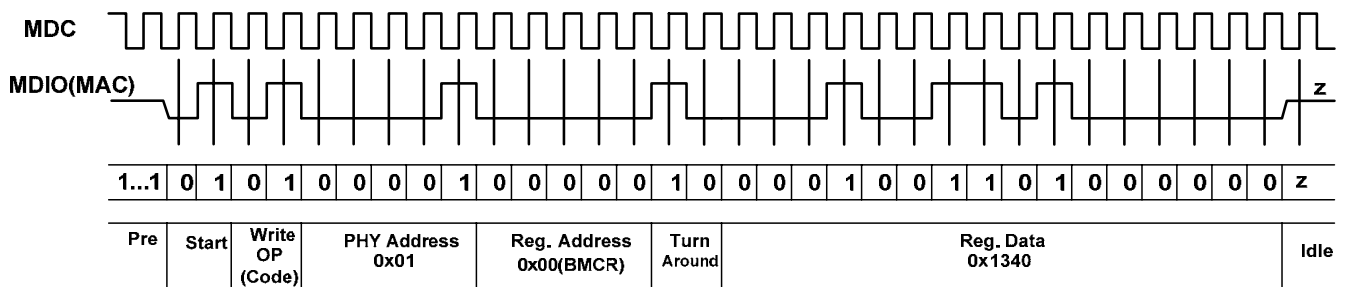 MDC
MDIO(MAC)
z
1...1 0 1 0 1 0 0 0 0 1 0 0 0 0 0 1 0 0 0 0 1 0 0 1 1 0 1 0 0 0 0 0 0 z
Pre
Start
Write
OP
(Code)
PHY Address
0x01
Reg. Address
0x00(BMCR)
Turn
Around
Reg. Data
0x1340
Idle